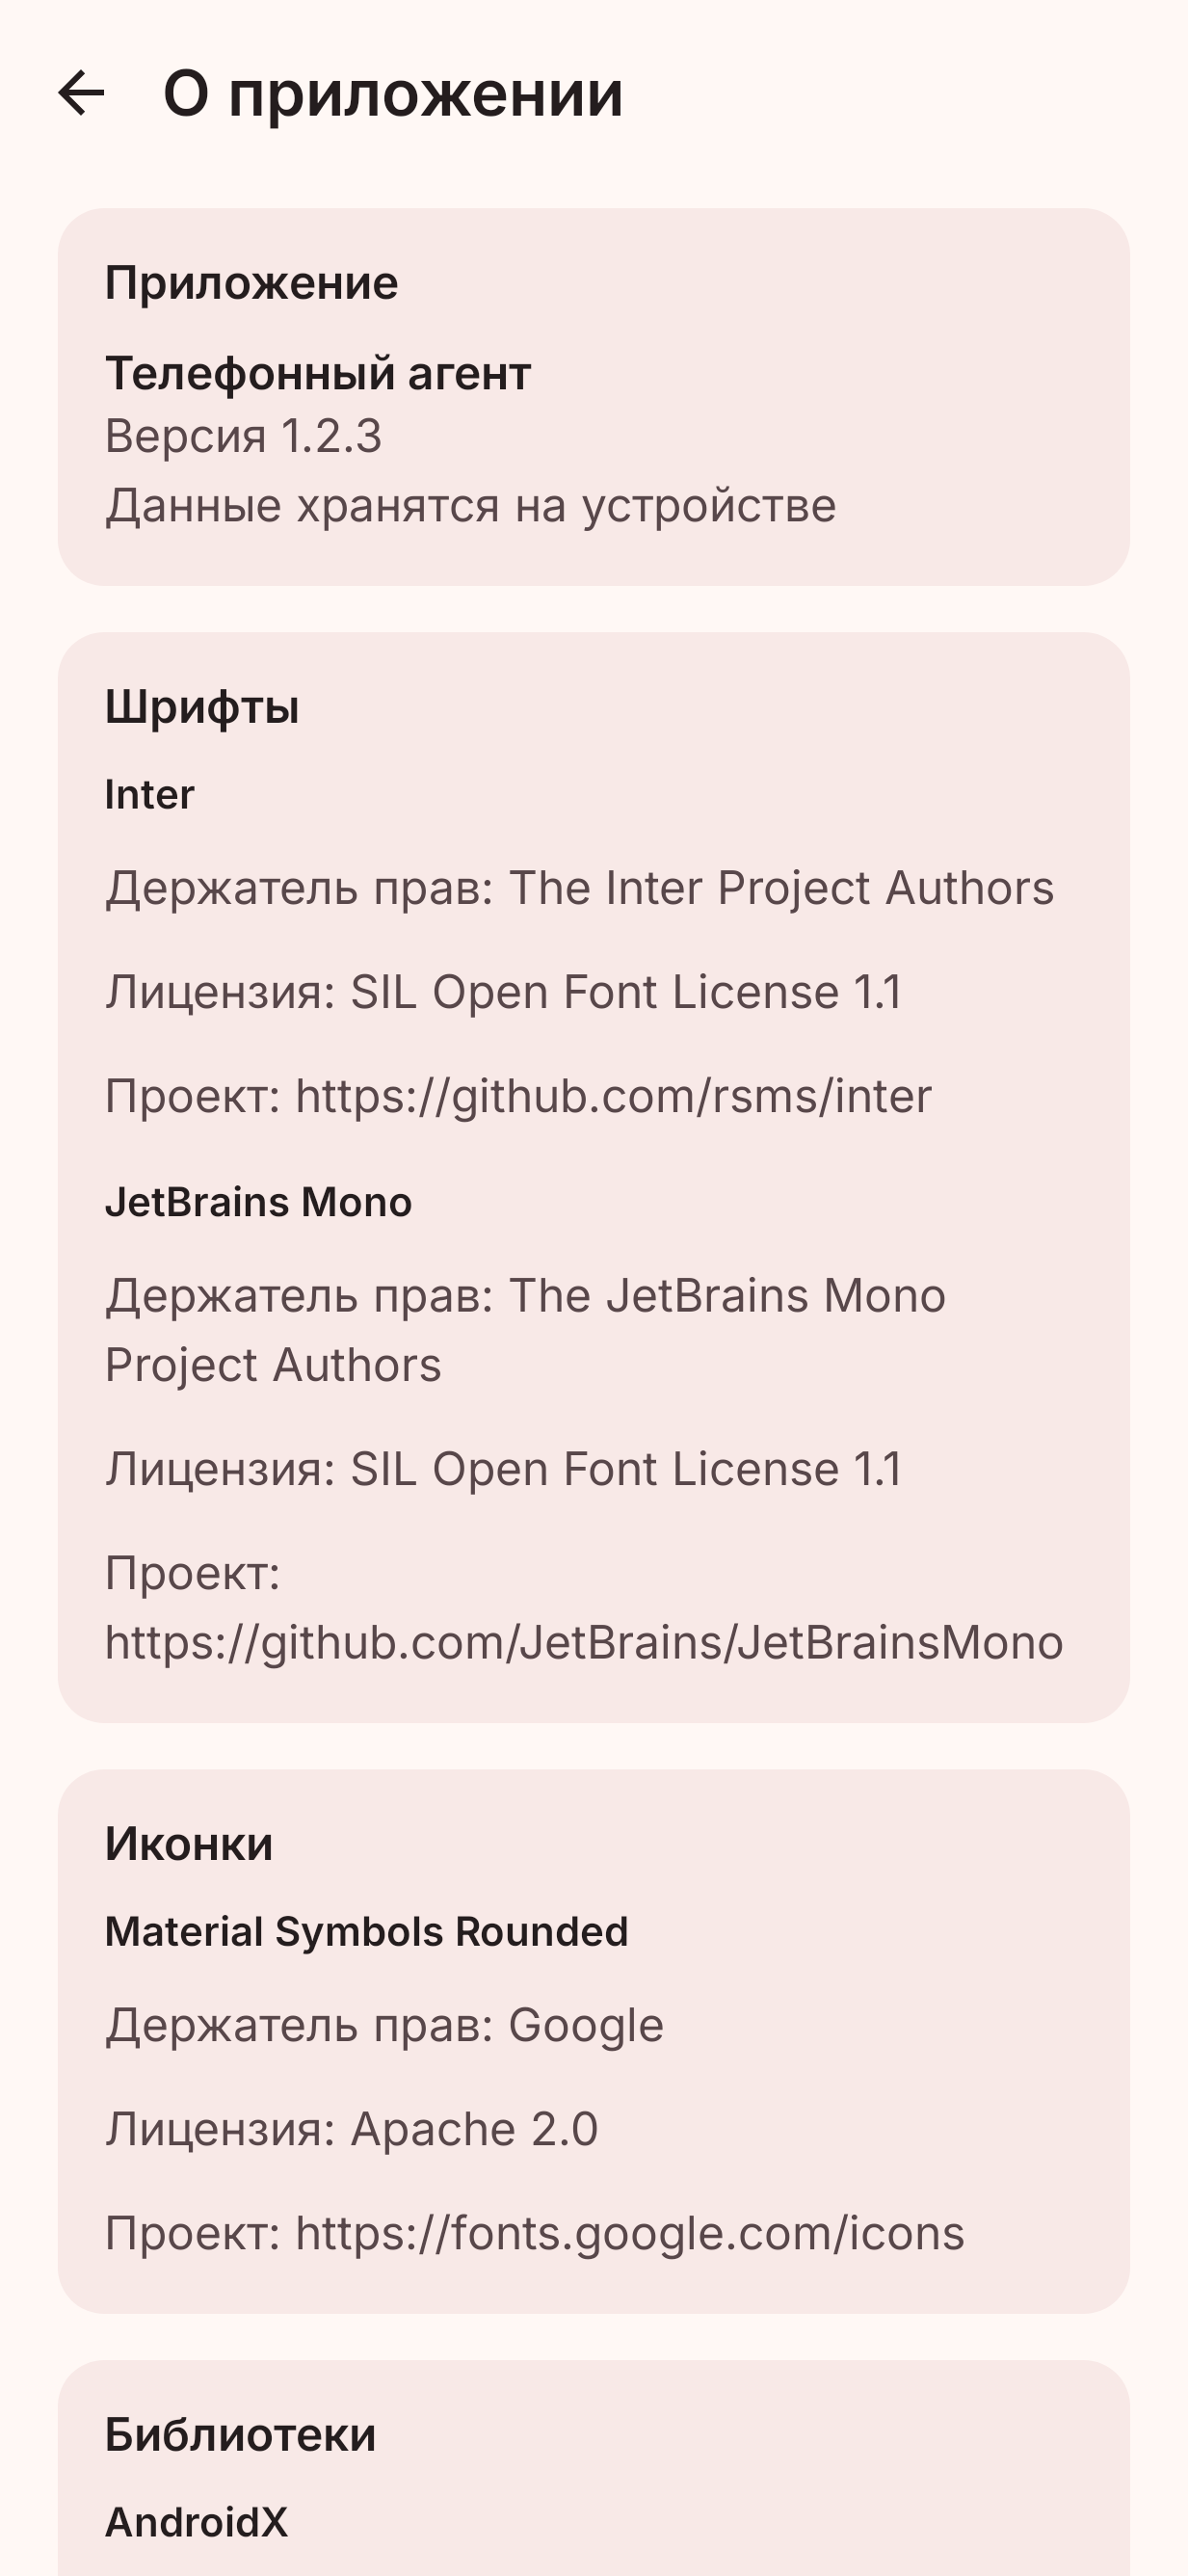 О приложении
Приложение
Телефонный агент
Версия 1.2.3
Данные хранятся на устройстве
Шрифты
Inter
Держатель прав: The Inter Project Authors
Лицензия: SIL Open Font License 1.1
Проект: https://github.com/rsms/inter
JetBrains Mono
Держатель прав: The JetBrains Mono
Project Authors
Лицензия: SIL Open Font License 1.1
Проект:
https://github.com/JetBrains/JetBrainsMono
Иконки
Material Symbols Rounded
Держатель прав: Google
Лицензия: Apache 2.0
Проект: https://fonts.google.com/icons
Библиотеки
AndroidX